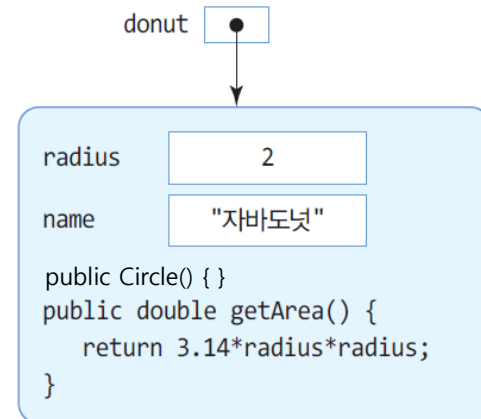 donut
radius 2
name "자바도넛"
public Circle() { }
public double getArea() {
return 3.14*radius*radius;
}